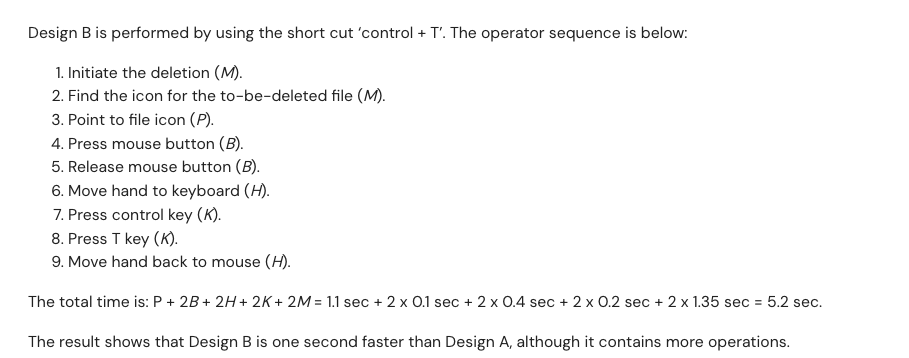 Design B is performed by using the short cut ‘control + T’. The operator sequence is below:
1. Initiate the deletion (M).
2. Find the icon for the to-be-deleted file (M).
3. Point to file icon (P).
4. Press mouse button (B).
5. Release mouse button (B).
6. Move hand to keyboard (H).
7. Press control key (K).
8. Press T key (K).
9. Move hand back to mouse (H).
The total time is: P + 2B + 2H + 2K + 2M = 1.1 sec + 2 x 0.1 sec + 2 x 0.4 sec + 2 x 0.2 sec + 2 x 1.35 sec = 5.2 sec.
The result shows that Design B is one second faster than Design A, although it contains more operations.